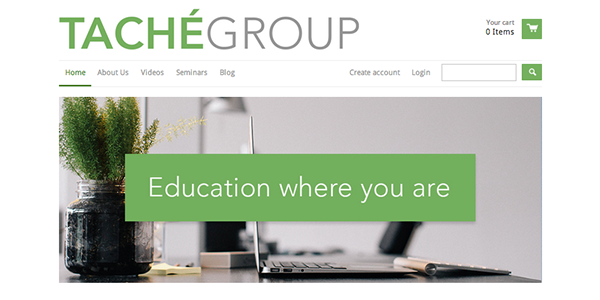 TACHÉGROUP
Your cart
0 Items
Home About Us Videos Seminars Blog Create account Login
Education where you are